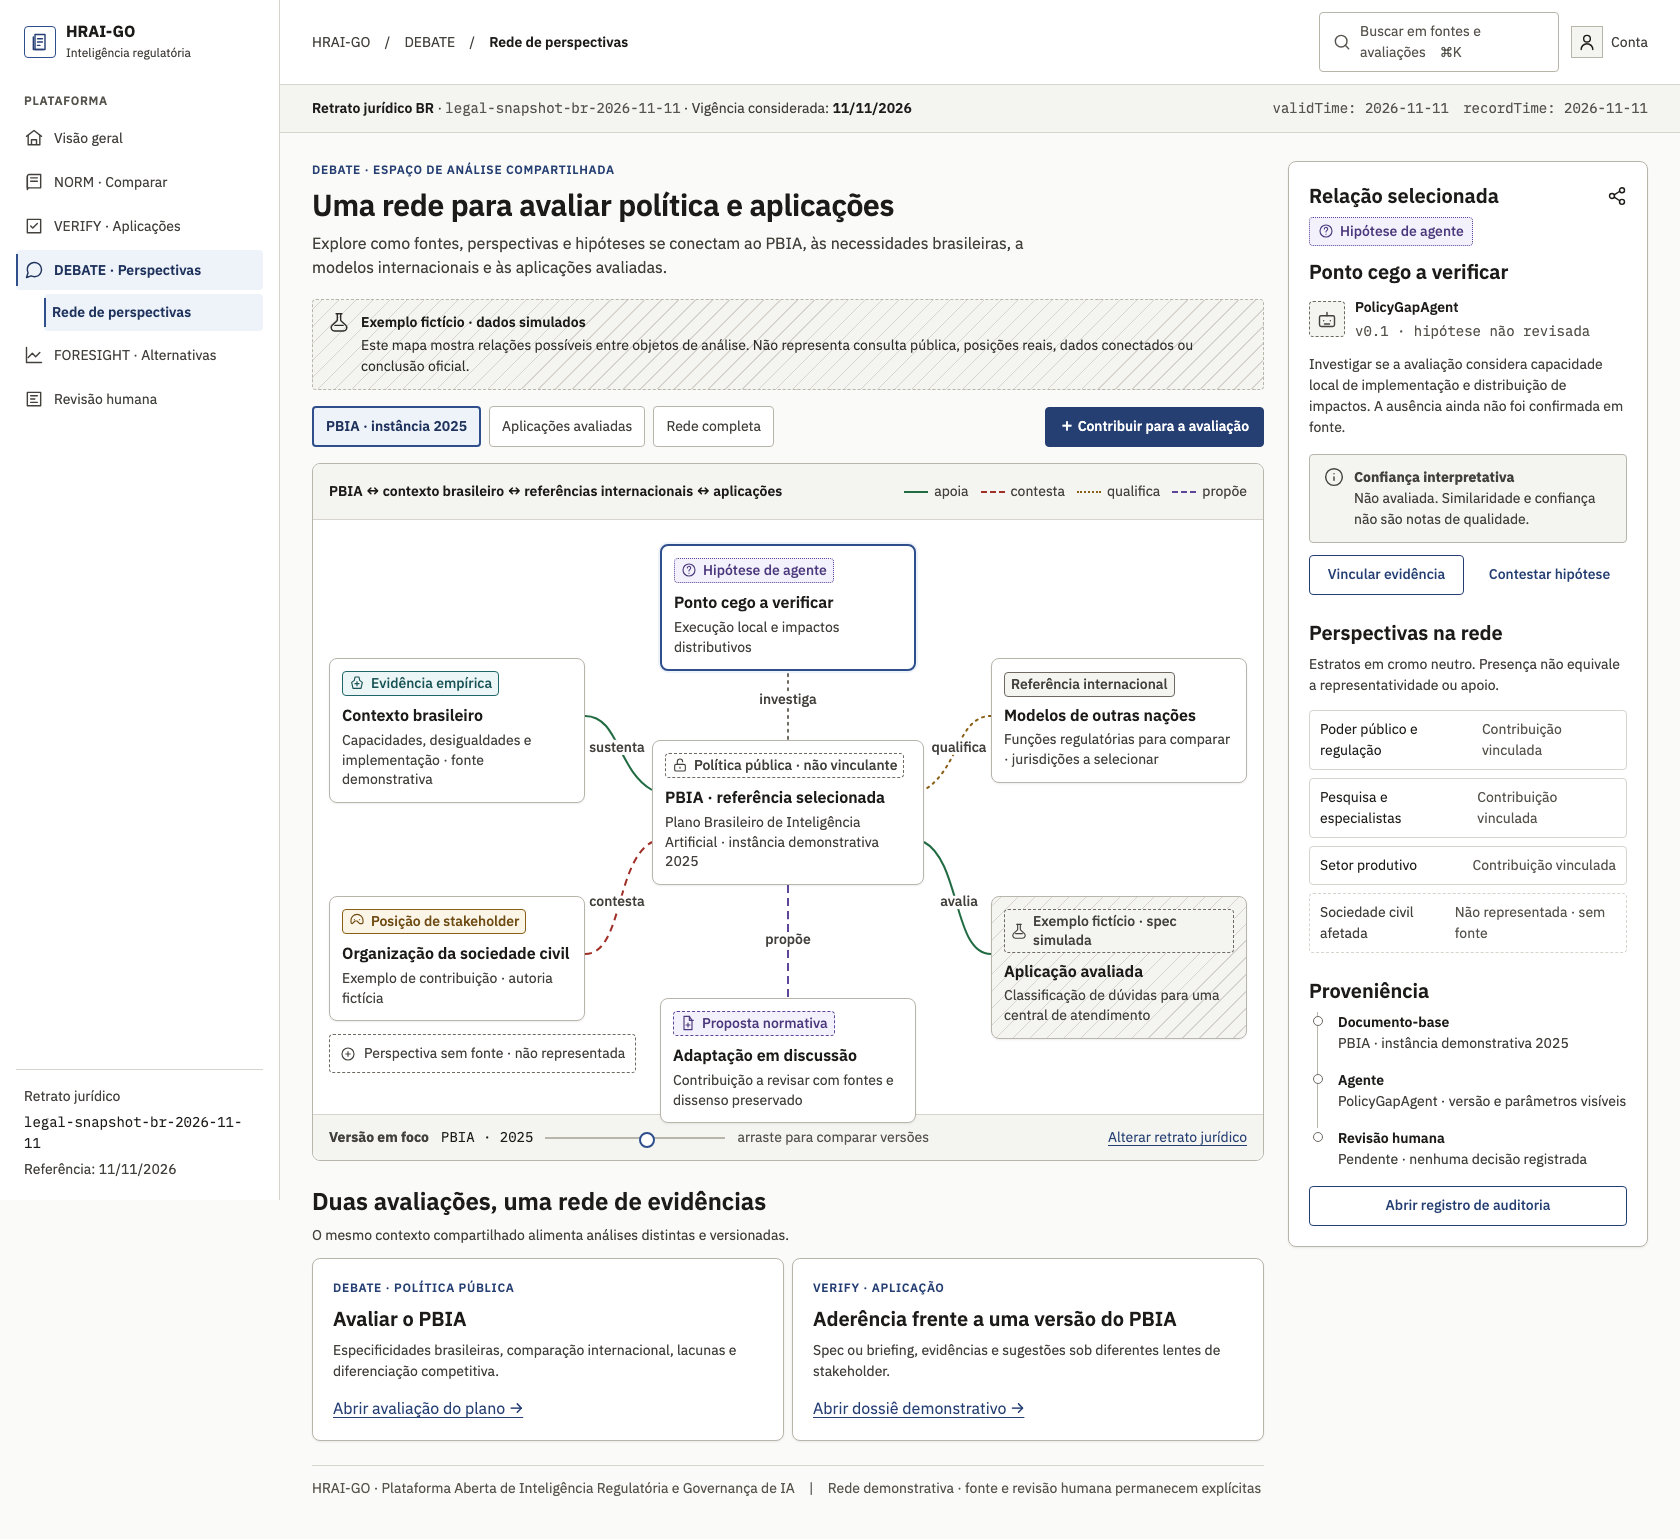 HRAI-GO
Inteligência regulatória
PLATAFORMA
Visão geral
NORM · Comparar
VERIFY · Aplicações
DEBATE · Perspectivas
Rede de perspectivas
FORESIGHT · Alternativas
Revisão humana
Retrato jurídico
legal-snapshot-br-2026-11-
11
Referência: 11/11/2026
HRAI-GO / DEBATE / Rede de perspectivas
Buscar em fontes e
avaliações ⌘K
Conta
Retrato jurídico BR · legal-snapshot-br-2026-11-11 · Vigência considerada: 11/11/2026
validTime: 2026-11-11 recordTime: 2026-11-11
DEBATE · ESPAÇO DE ANÁLISE COMPARTILHADA
Uma rede para avaliar política e aplicações
Explore como fontes, perspectivas e hipóteses se conectam ao PBIA, às necessidades brasileiras, a
modelos internacionais e às aplicações avaliadas.
Exemplo fictício · dados simulados
Este mapa mostra relações possíveis entre objetos de análise. Não representa consulta pública, posições reais, dados conectados ou
conclusão oficial.
PBIA · instância 2025
Aplicações avaliadas
Rede completa
+ Contribuir para a avaliação
PBIA ↔ contexto brasileiro ↔ referências internacionais ↔ aplicações
apoia contesta qualifica propõe
Hipótese de agente
Ponto cego a verificar
Execução local e impactos
distributivos
investiga
Evidência empírica
Contexto brasileiro
Capacidades, desigualdades e
implementação · fonte
demonstrativa
sustenta
Referência internacional
Modelos de outras nações
Funções regulatórias para comparar
· jurisdições a selecionar
qualifica
Política pública · não vinculante
PBIA · referência selecionada
Plano Brasileiro de Inteligência
Artificial · instância demonstrativa
2025
Posição de stakeholder
Organização da sociedade civil
Exemplo de contribuição · autoria
fictícia
contesta
propõe
avalia
Exemplo fictício · spec
simulada
Aplicação avaliada
Classificação de dúvidas para uma
central de atendimento
Perspectiva sem fonte · não representada
Proposta normativa
Adaptação em discussão
Contribuição a revisar com fontes e
dissenso preservado
Versão em foco PBIA · 2025
arraste para comparar versões
Alterar retrato jurídico
Duas avaliações, uma rede de evidências
O mesmo contexto compartilhado alimenta análises distintas e versionadas.
DEBATE · POLÍTICA PÚBLICA
Avaliar o PBIA
Especificidades brasileiras, comparação internacional, lacunas e
diferenciação competitiva.
Abrir avaliação do plano →
VERIFY · APLICAÇÃO
Aderência frente a uma versão do PBIA
Spec ou briefing, evidências e sugestões sob diferentes lentes de
stakeholder.
Abrir dossiê demonstrativo →
HRAI-GO · Plataforma Aberta de Inteligência Regulatória e Governança de IA | Rede demonstrativa · fonte e revisão humana permanecem explícitas
Relação selecionada
Hipótese de agente
Ponto cego a verificar
PolicyGapAgent
v0.1 · hipótese não revisada
Investigar se a avaliação considera capacidade
local de implementação e distribuição de
impactos. A ausência ainda não foi confirmada em
fonte.
Confiança interpretativa
Não avaliada. Similaridade e confiança
não são notas de qualidade.
Vincular evidência
Contestar hipótese
Perspectivas na rede
Estratos em cromo neutro. Presença não equivale
a representatividade ou apoio.
Poder público e
regulação
Contribuição
vinculada
Pesquisa e
especialistas
Contribuição
vinculada
Setor produtivo
Contribuição vinculada
Sociedade civil
afetada
Não representada · sem
fonte
Proveniência
Documento-base
PBIA · instância demonstrativa 2025
Agente
PolicyGapAgent · versão e parâmetros visíveis
Revisão humana
Pendente · nenhuma decisão registrada
Abrir registro de auditoria